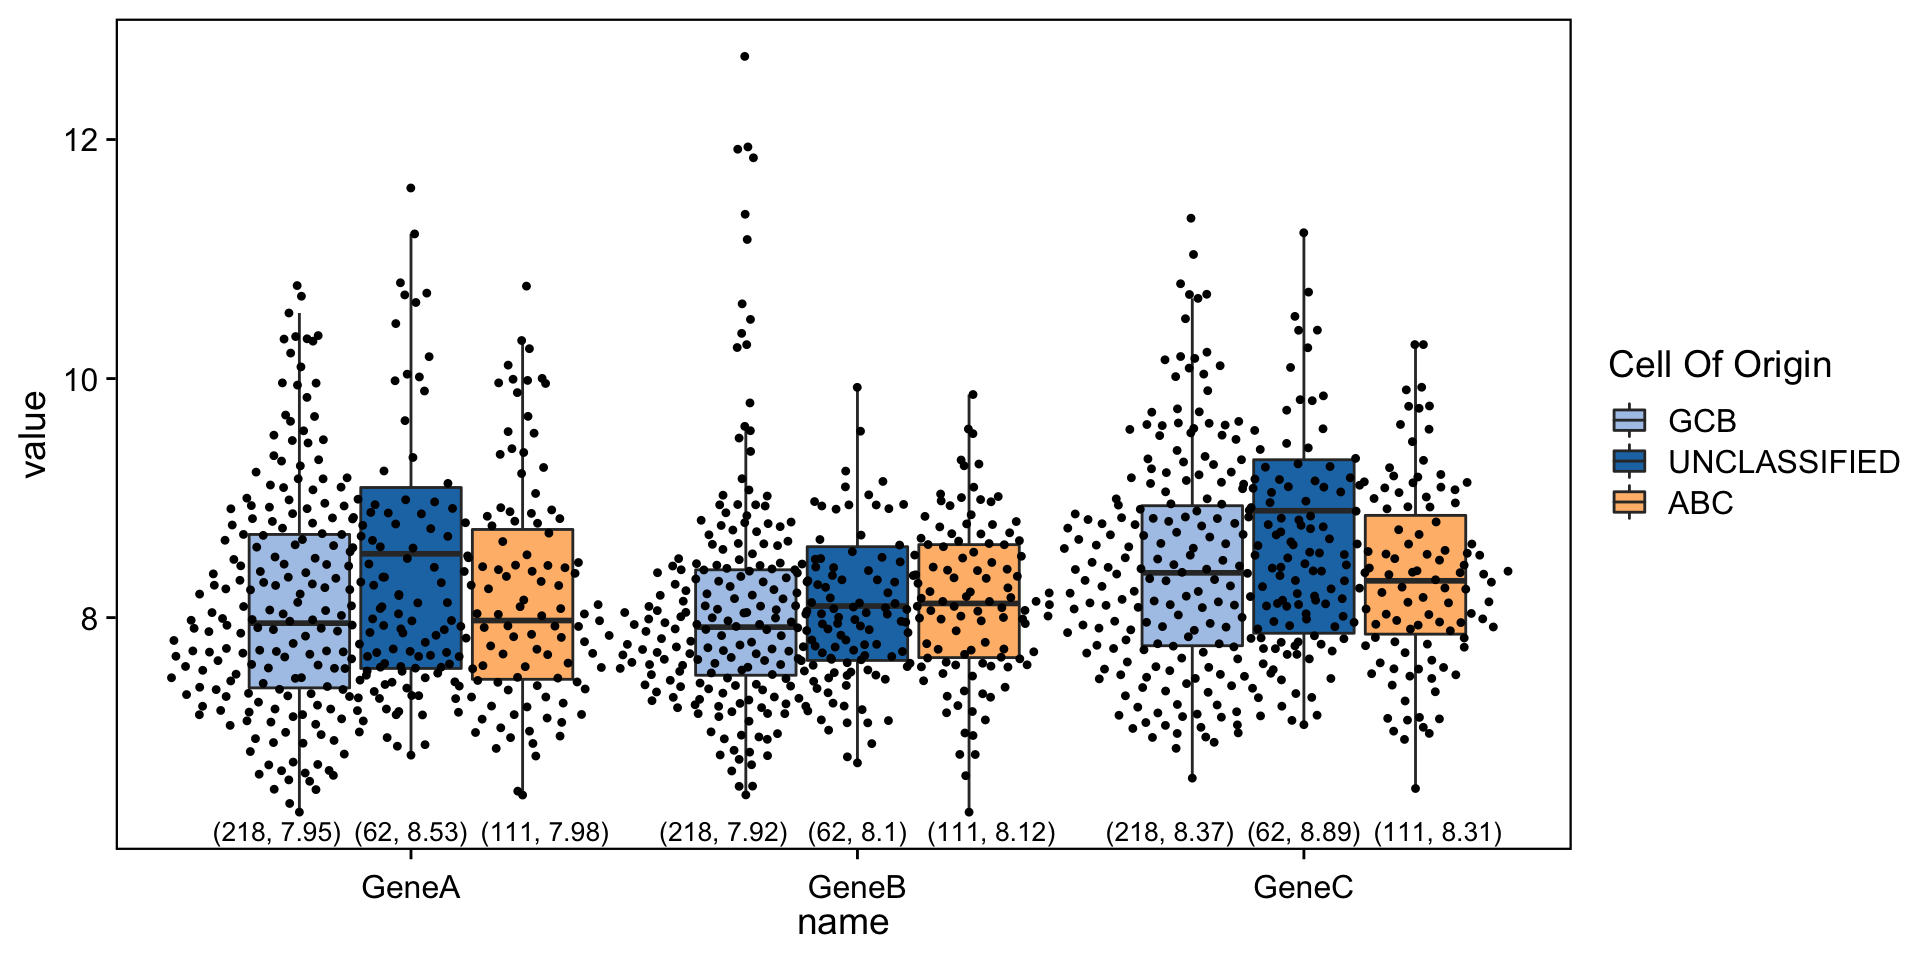 12
10
8
value
(218, 7.95) (62, 8.53) (111, 7.98) (218, 7.92) (62, 8.1) (111, 8.12) (218, 8.37) (62, 8.89) (111, 8.31)
GeneA GeneB GeneC
name
Cell Of Origin
GCB
UNCLASSIFIED
ABC